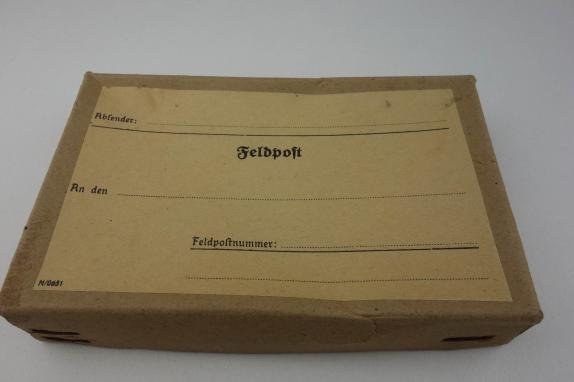 Absender:
Feldpost
An den
Feldpostnummer:
N/0651